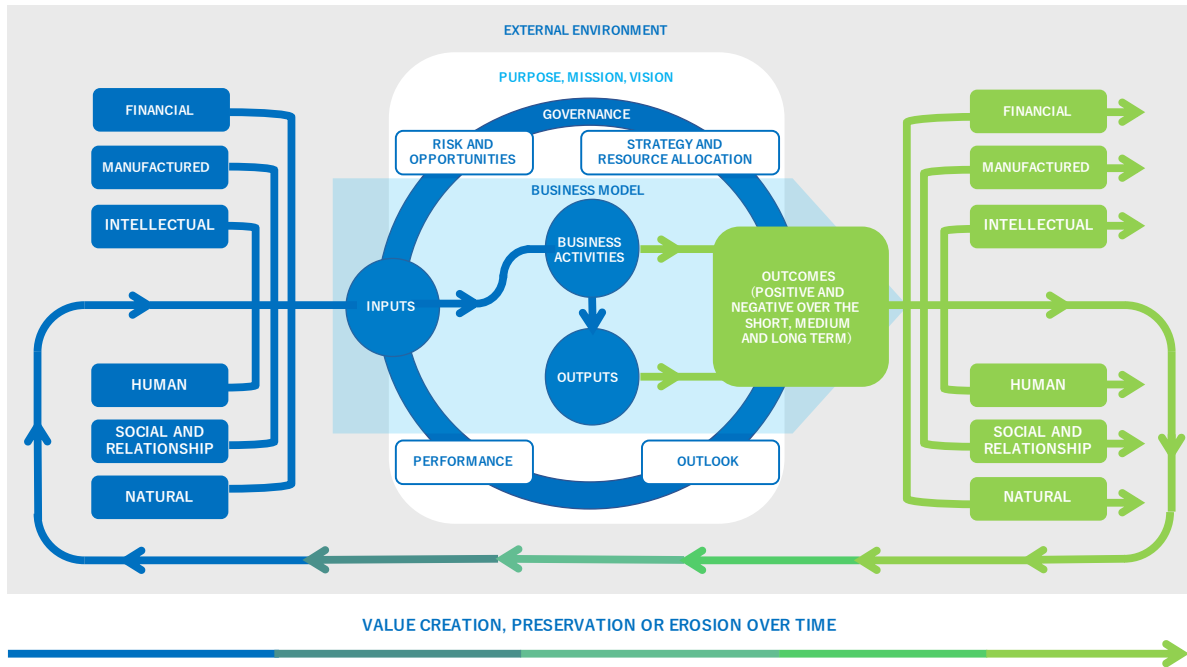 EXTERNAL ENVIRONMENT
PURPOSE, MISSION, VISION
GOVERNANCE
RISK AND
OPPORTUNITIES
STRATEGY AND
RESOURCE ALLOCATION
BUSINESS MODEL
FINANCIAL
MANUFACTURED
INTELLECTUAL
HUMAN
SOCIAL AND
RELATIONSHIP
NATURAL
INPUTS
BUSINESS
ACTIVITIES
OUTPUTS
OUTCOMES
(POSITIVE AND
NEGATIVE OVER THE
SHORT, MEDIUM
AND LONG TERM)
PERFORMANCE
OUTLOOK
FINANCIAL
MANUFACTURED
INTELLECTUAL
HUMAN
SOCIAL AND
RELATIONSHIP
NATURAL
VALUE CREATION, PRESERVATION OR EROSION OVER TIME